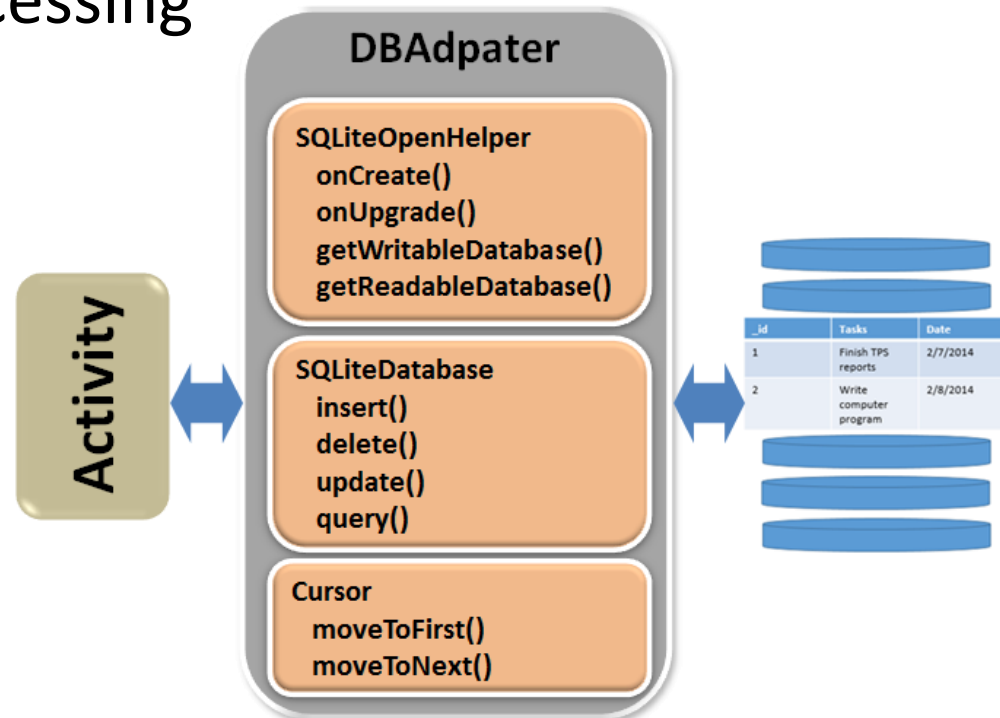 cessing
DBAdpater
SQLiteOpenHelper
onCreate()
onUpgrade()
getWritableDatabase()
getReadableDatabase()
SQLiteDatabase
insert()
delete()
update()
query()
Cursor
moveToFirst()
moveToNext()
Activity
_id Tasks Date
1 Finish TPS 2/7/2014
reports
2 Write 2/8/2014
computer
program